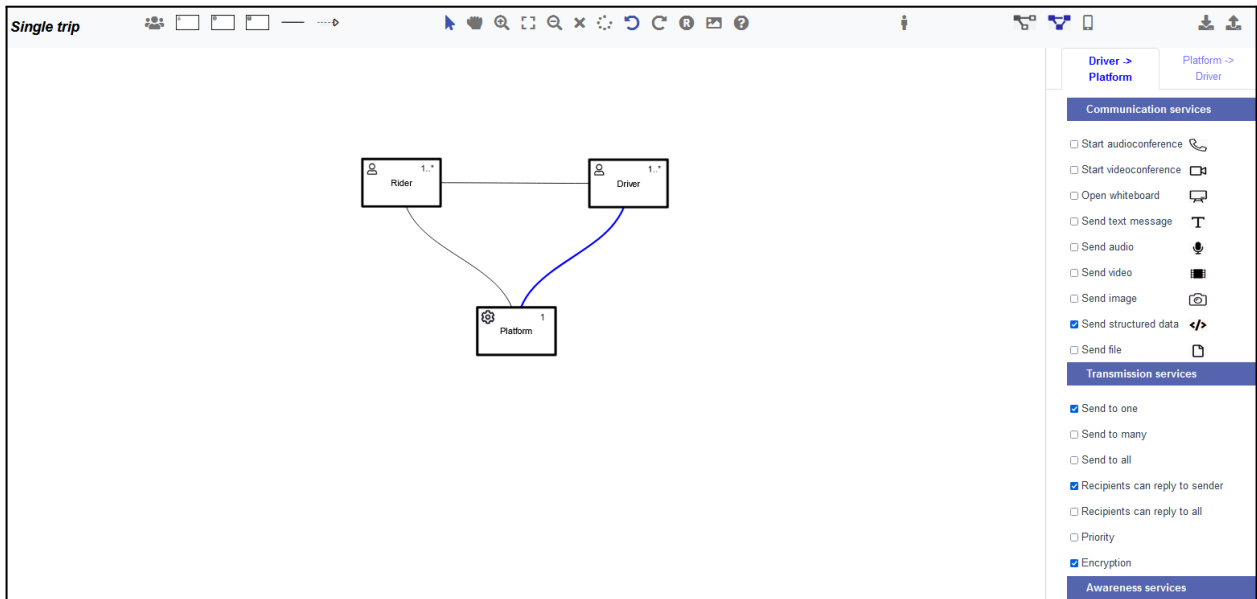 Single trip
Driver ->
Platform
Platform ->
Driver
Communication services
Start audioconference
Start videoconference
Open whiteboard
Send text message
Send audio
Send video
Send image
Send structured data
Send file
Transmission services
Send to one
Send to many
Send to all
Recipients can reply to sender
Recipients can reply to all
Priority
Encryption
Awareness services
1..*
Rider
1..*
Driver
1
Platform